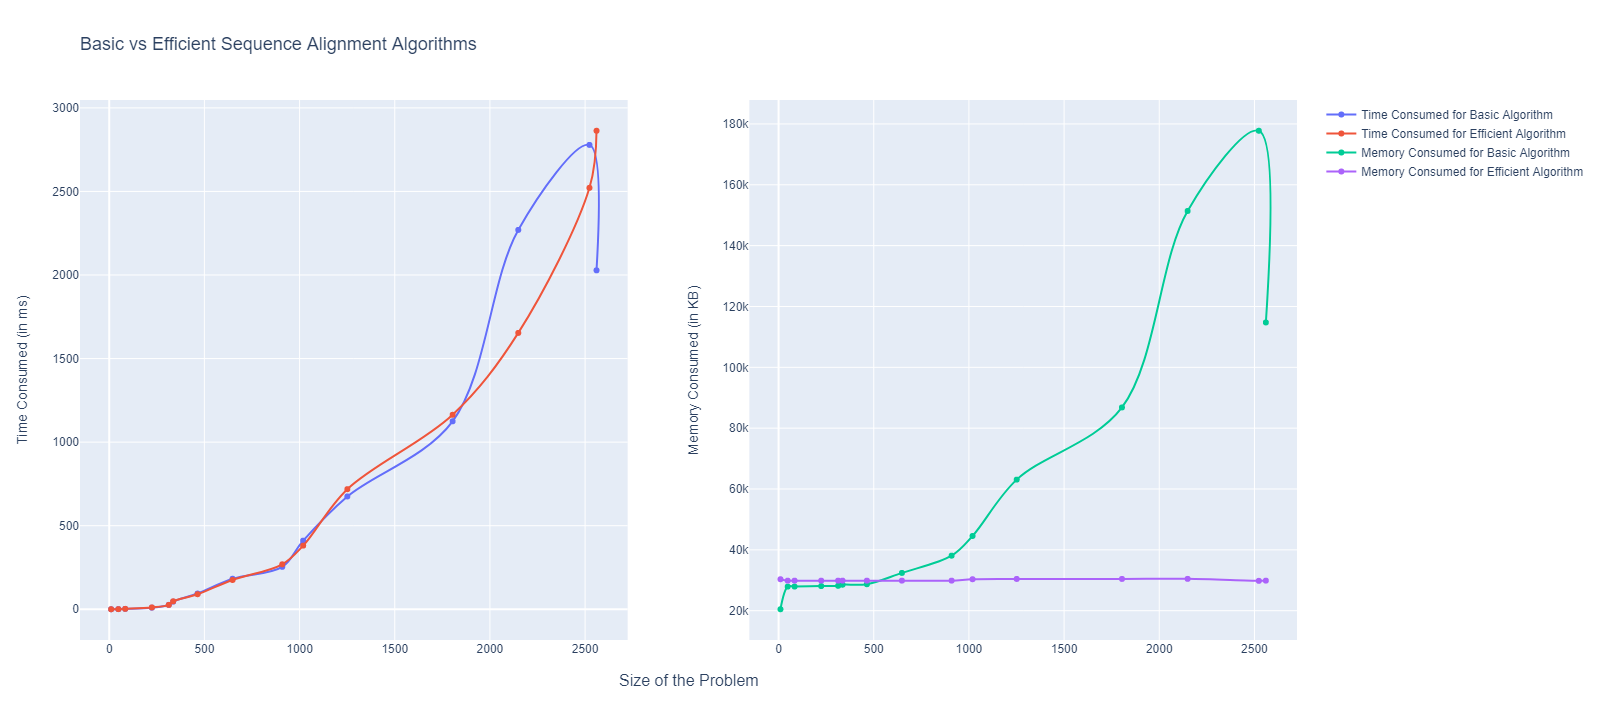 Basic vs Efficient Sequence Alignment Algorithms
Time Consumed (in ms)
3000
2500
2000
1500
1000
500
0
0 500 1000 1500 2000 2500
Memory Consumed (in KB)
180k
160k
140k
120k
100k
80k
60k
40k
20k
0 500 1000 1500 2000 2500
Size of the Problem
Time Consumed for Basic Algorithm
Time Consumed for Efficient Algorithm
Memory Consumed for Basic Algorithm
Memory Consumed for Efficient Algorithm